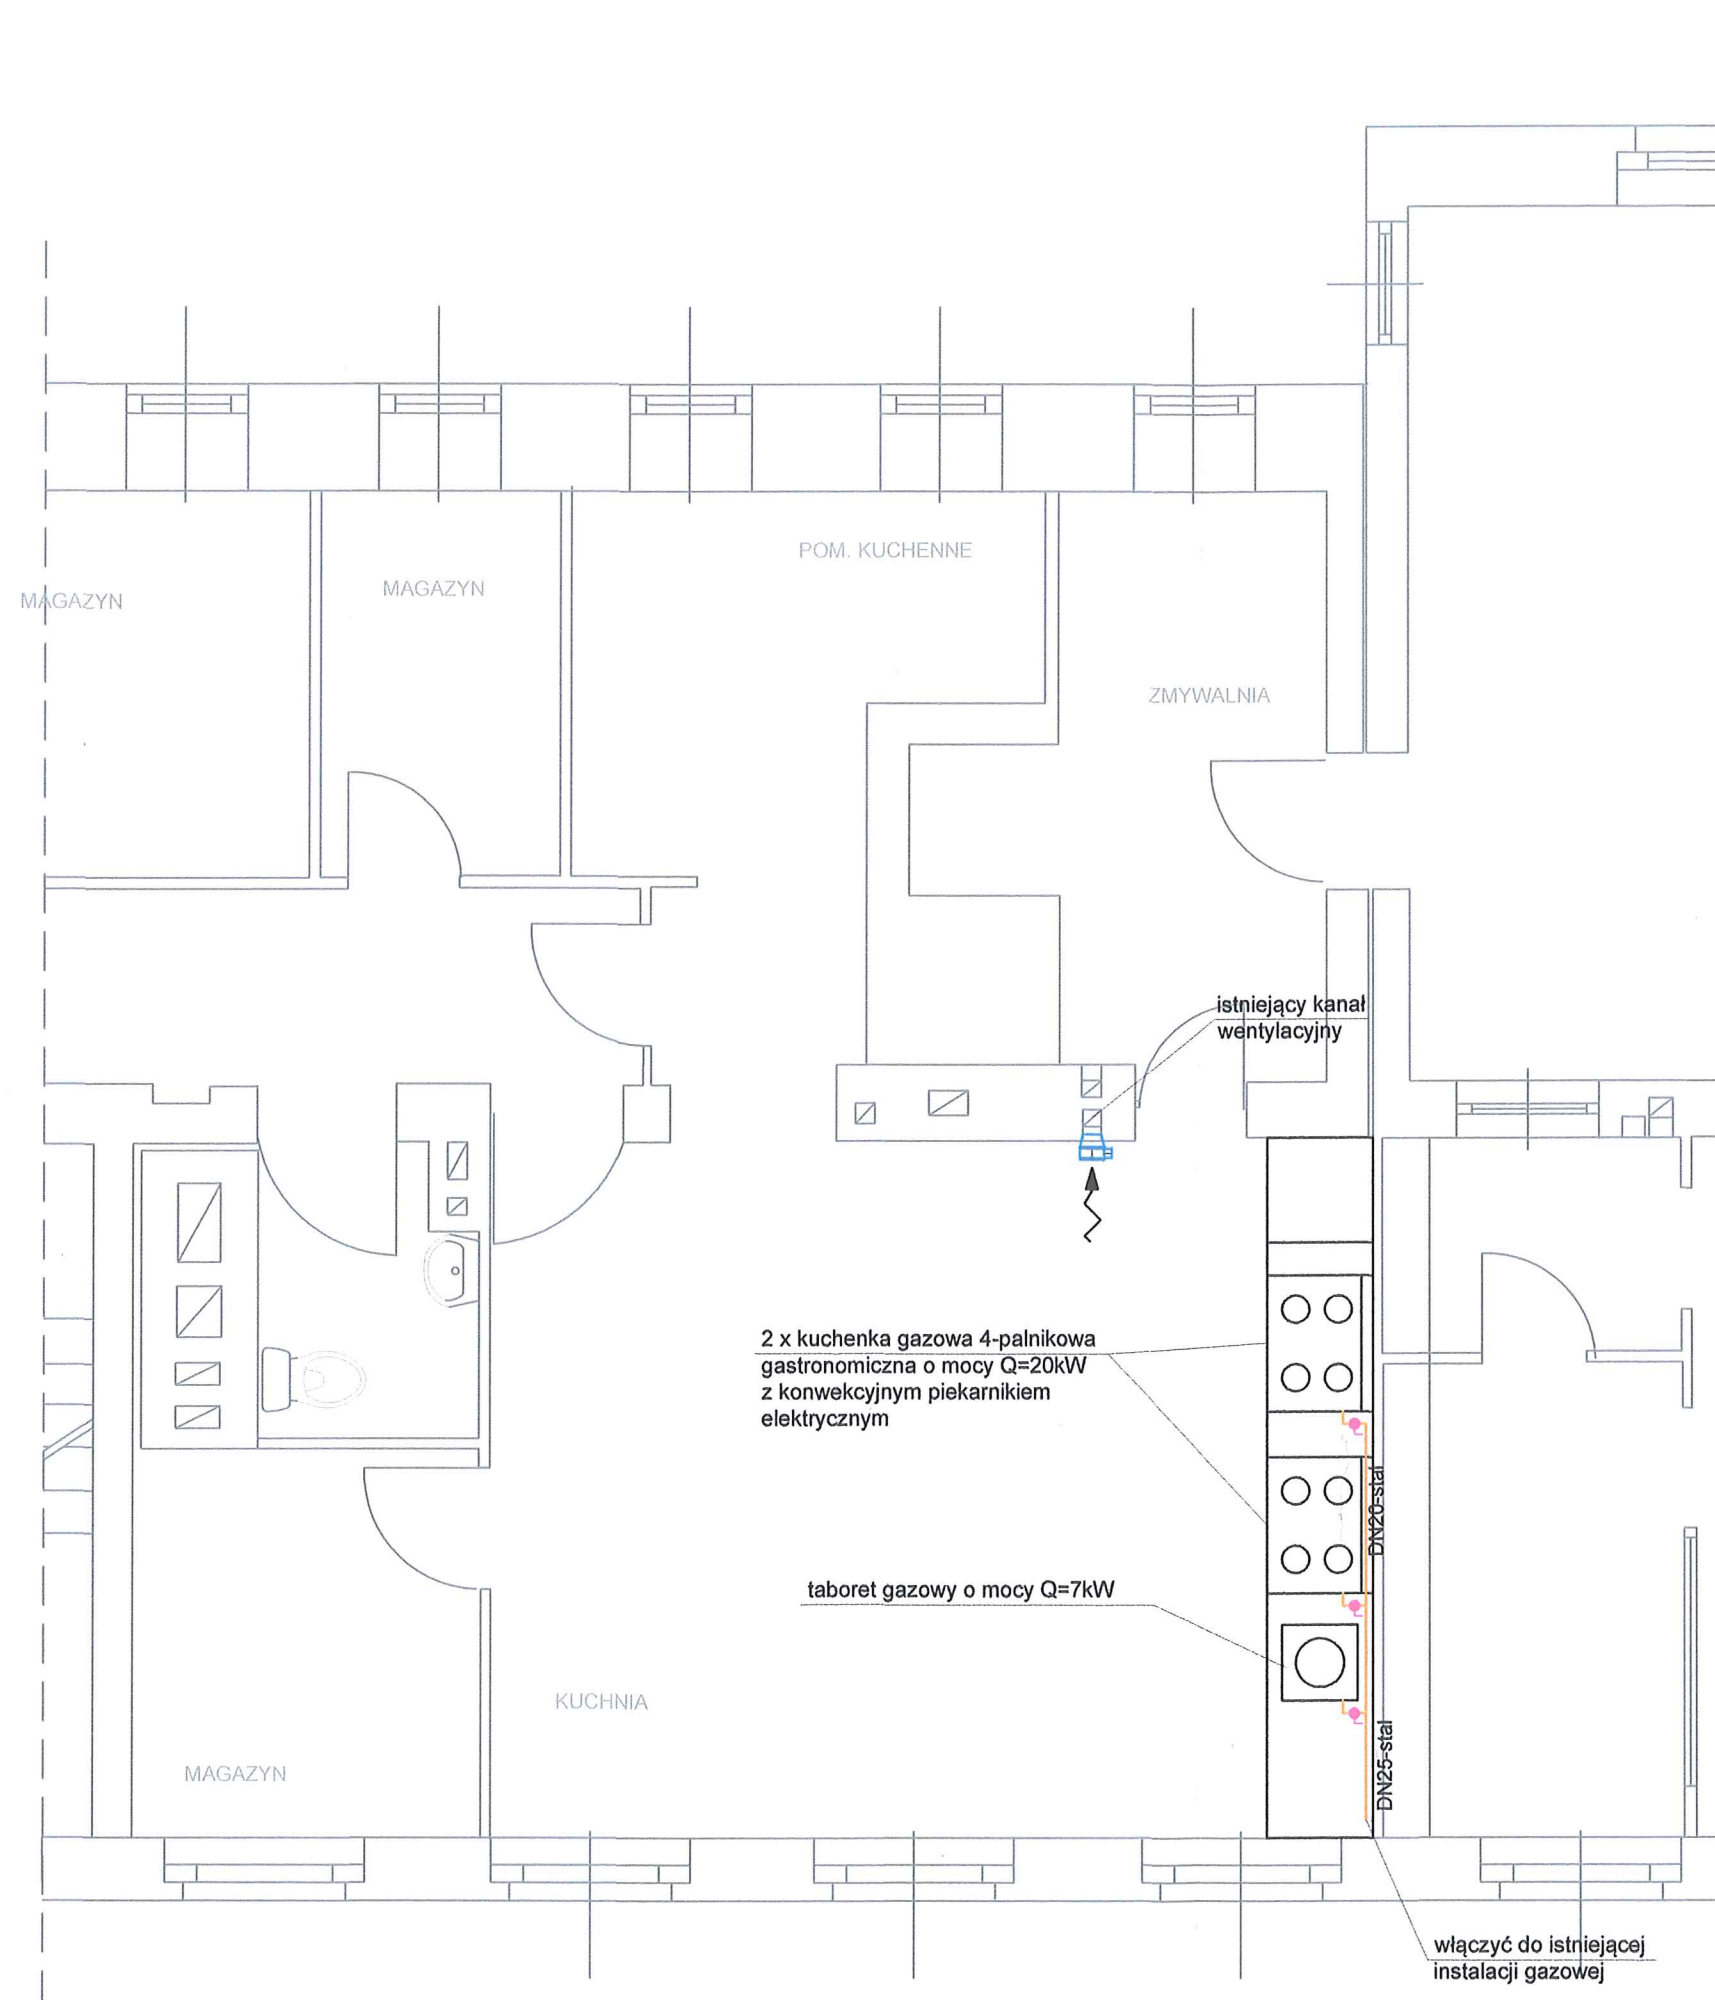 POM. KUCHENNE
MAGAZYN
MAGAZYN
ZMYWALNIA
istniejący kanał
wentylacyjny
2 x kuchenka gazowa 4-palnikowa
gastronomiczna o mocy Q=20kW
z konwekcyjnym piekarnikiem
elektrycznym
DN20-stal
taboret gazowy o mocy Q=7kW
KUCHNIA
DN25-stal
MAGAZYN
włączyć do istniejącej
instalacji gazowej